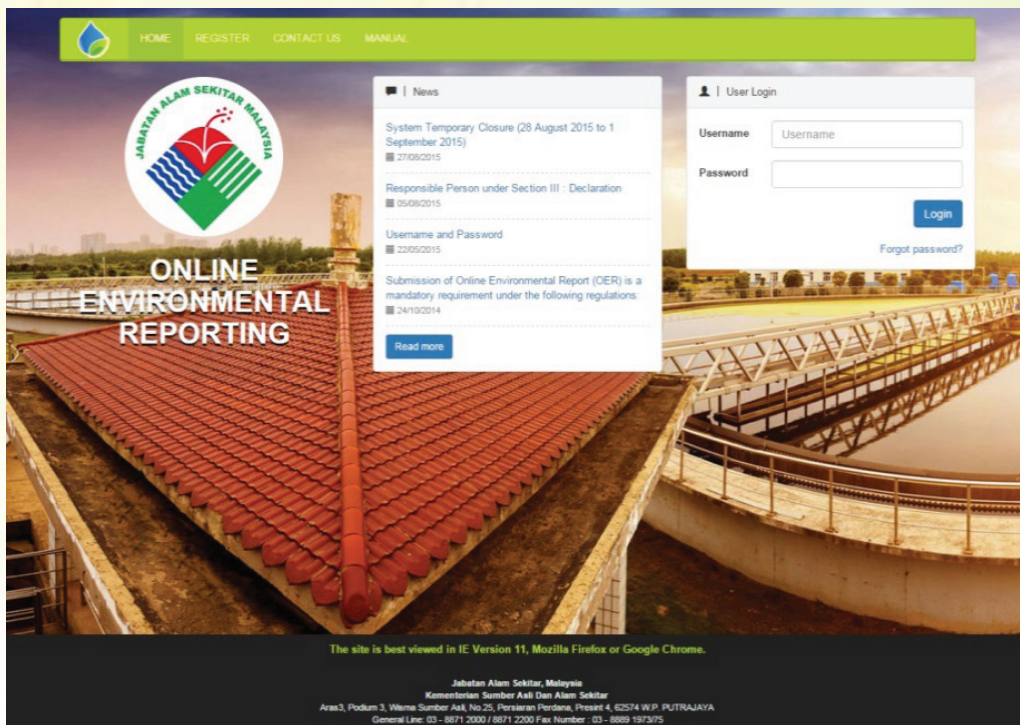 HOME REGISTER CONTACT US MANUAL
JABATAN ALAM SEKITAR MALAYSIA
ONLINE
ENVIRONMENTAL
REPORTING
| News
System Temporary Closure (28 August 2015 to 1
September 2015)
27/08/2015
Responsible Person under Section III : Declaration
05/08/2015
Username and Password
22/05/2015
Submission of Online Environmental Report (OER) is a
mandatory requirement under the following regulations:
24/10/2014
Read more
| User Login
Username Username
Password
Login
Forgot password?
The site is best viewed in IE Version 11, Mozilla Firefox or Google Chrome.
Jabatan Alam Sekitar, Malaysia
Kementerian Sumber Asli Dan Alam Sekitar
Aras3, Podium 3, Wisma Sumber Asli, No.25, Persiaran Perdana, Presint 4, 62574 W.P. PUTRAJAYA
General Line: 03 - 8871 2000 / 8871 2200 Fax Number : 03 - 8889 1973/75